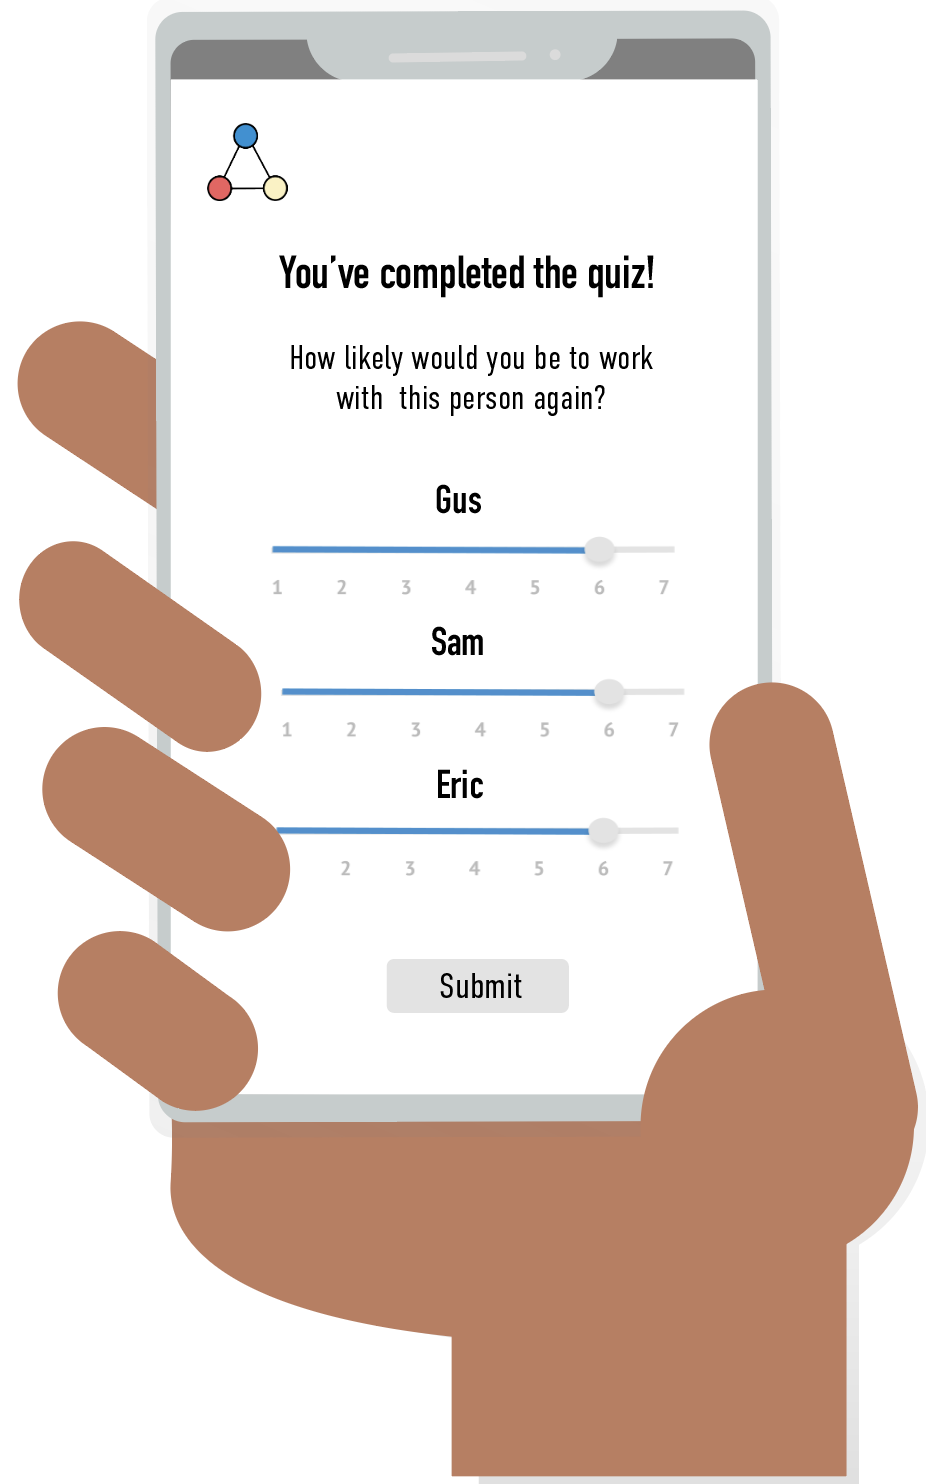 You've completed the quiz!
How likely would you be to work
with this person again?
Gus
1 2 3 4 5 6 7
Sam
1 2 3 4 5 6 7
Eric
2 3 4 5 6 7
Submit